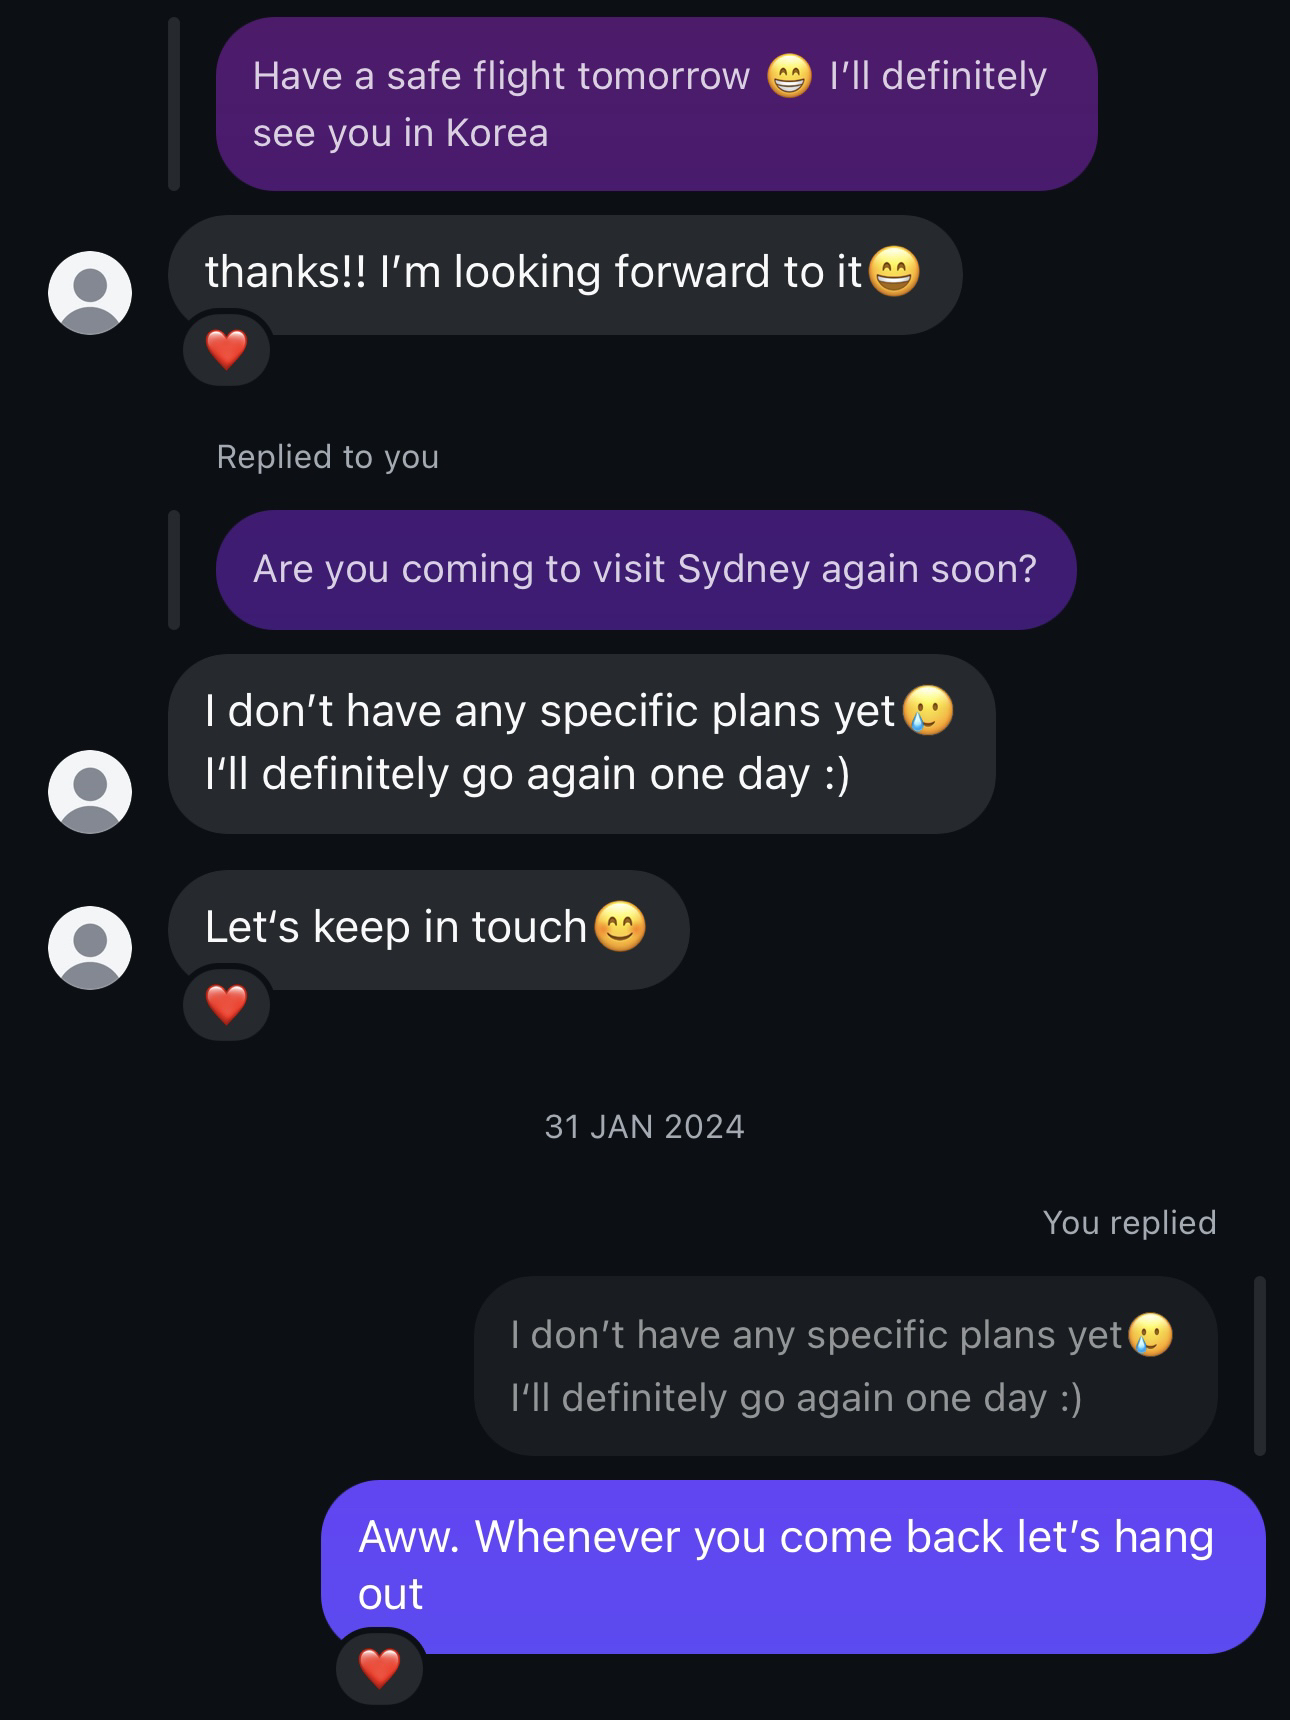 Have a safe flight tomorrow 😁 I’ll definitely
see you in Korea
thanks!! I’m looking forward to it😄
❤️
Replied to you
Are you coming to visit Sydney again soon?
I don’t have any specific plans yet🥲
I‘ll definitely go again one day :)
Let‘s keep in touch😊
❤️
31 JAN 2024
You replied
I don’t have any specific plans yet🥲
I‘ll definitely go again one day :)
Aww. Whenever you come back let’s hang
out
❤️